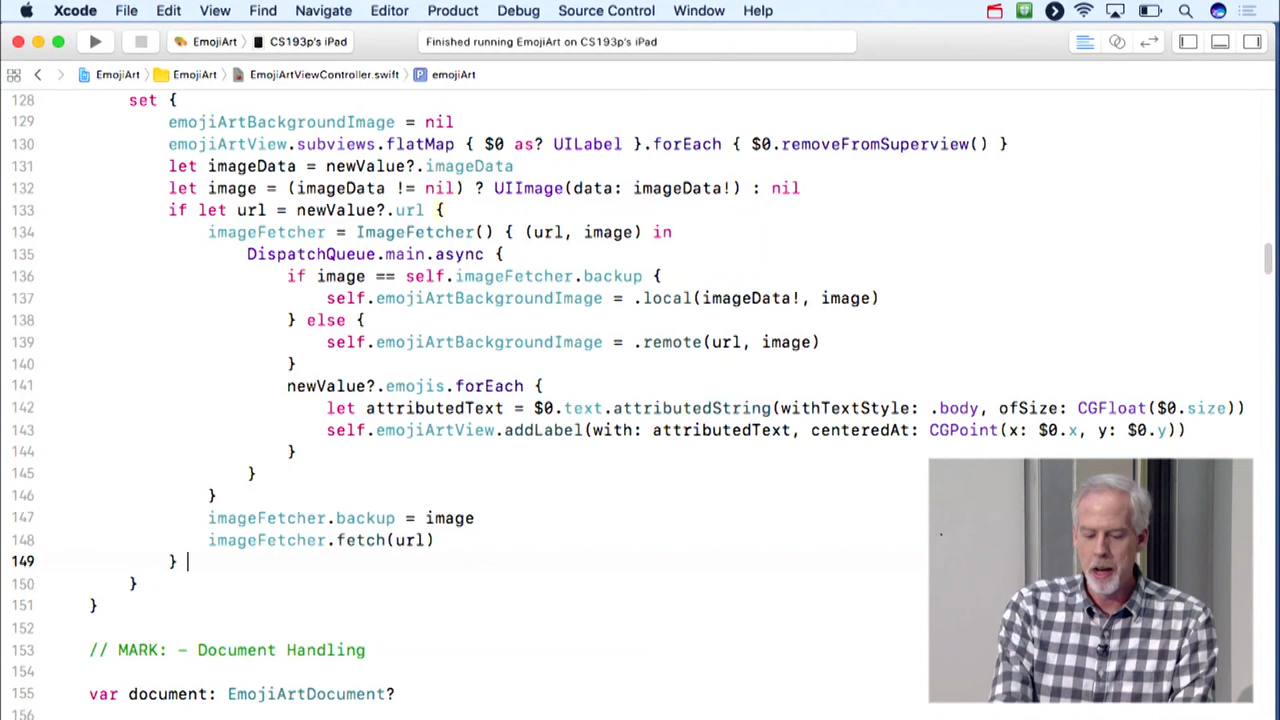 Xcode File Edit View Find Navigate Editor Product Debug Source Control Window Help
EmojiArt CS193p's iPad Finished running EmojiArt on CS193p's iPad
EmojiArt EmojiArt EmojiArtViewController.swift P emojiArt
128 set {
129 emojiArtBackgroundImage = nil
130 emojiArtView.subviews.flatMap { $0 as? UILabel }.forEach { $0.removeFromSuperview() }
131 let imageData = newValue?.imageData
132 let image = (imageData != nil) ? UIImage(data: imageData!) : nil
133 if let url = newValue?.url {
134 imageFetcher = ImageFetcher() { (url, image) in
135 DispatchQueue.main.async {
136 if image == self.imageFetcher.backup {
137 self.emojiArtBackgroundImage = .local(imageData!, image)
138 } else {
139 self.emojiArtBackgroundImage = .remote(url, image)
140 }
141 newValue?.emojis.forEach {
142 let attributedText = $0.text.attributedString(withTextStyle: .body, ofSize: CGFloat($0.size))
143 self.emojiArtView.addLabel(with: attributedText, centeredAt: CGPoint(x: $0.x, y: $0.y))
144 }
145 }
146 }
147 imageFetcher.backup = image
148 imageFetcher.fetch(url)
149 }
150 }
151 }
152
153 // MARK: - Document Handling
154
155 var document: EmojiArtDocument?
156